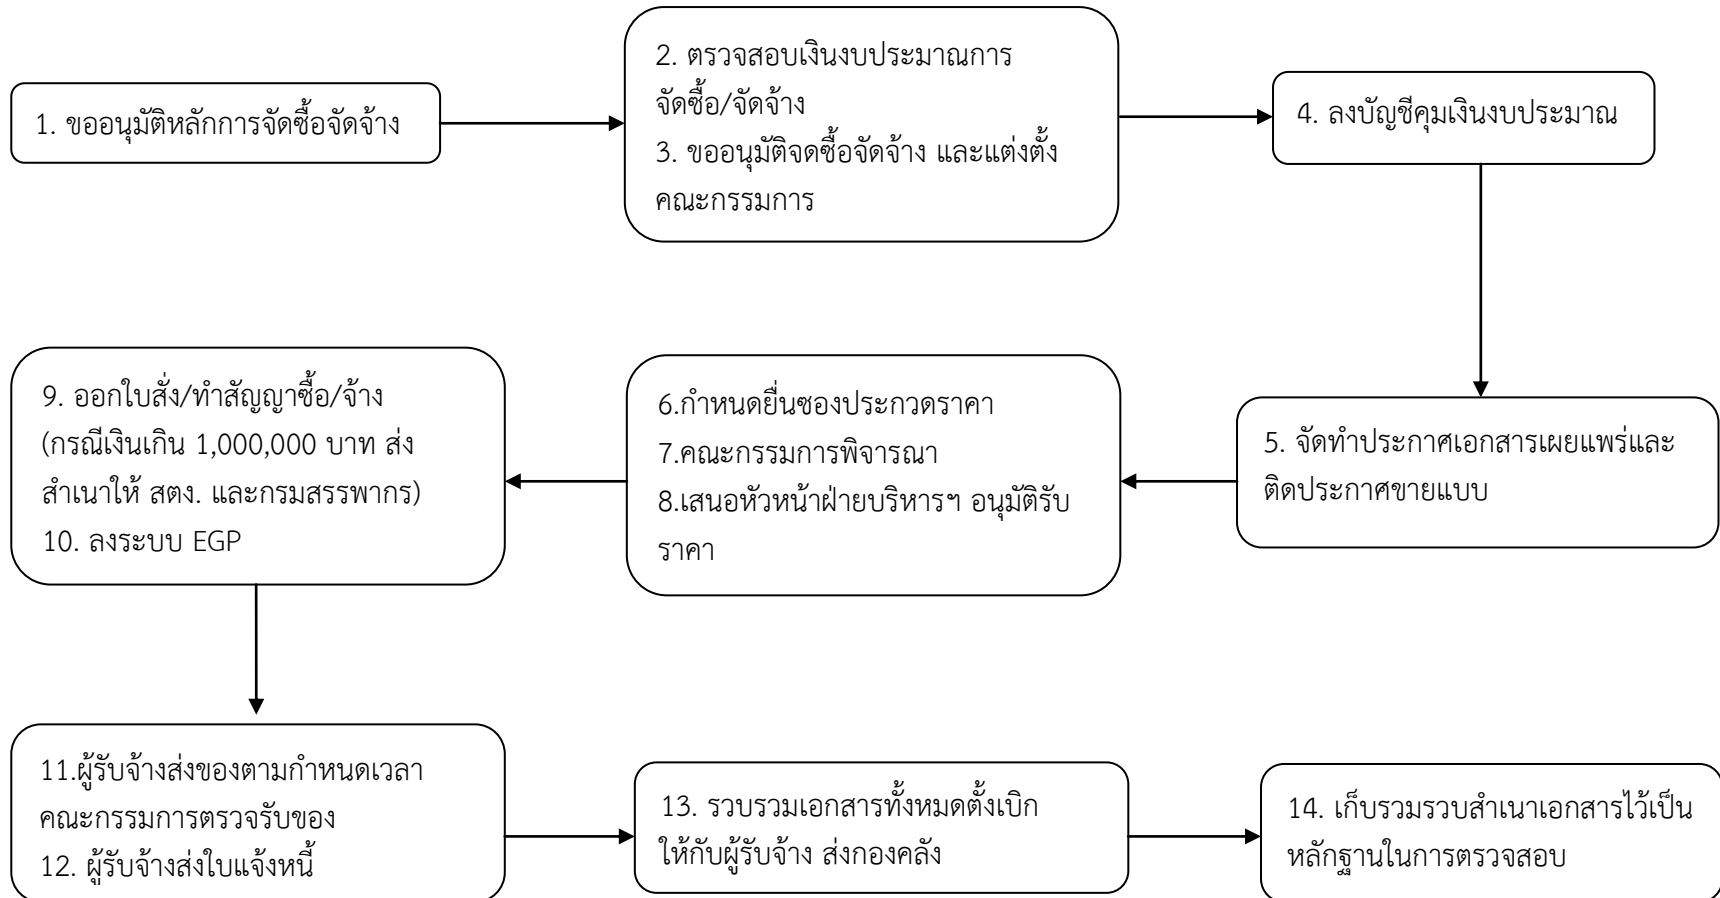 1. ขออนุมัติหลักการจัดซื้อจัดจ้าง
2. ตรวจสอบเงินงบประมาณการ
จัดซื้อ/จัดจ้าง
3. ขออนุมัติจดซื้อจัดจ้าง และแต่งตั้ง
คณะกรรมการ
4. ลงบัญชีคุมเงินงบประมาณ
5. จัดทำประกาศเอกสารเผยแพร่และ
ติดประกาศขายแบบ
6.กำหนดยื่นซองประกวดราคา
7.คณะกรรมการพิจารณา
8.เสนอหัวหน้าฝ่ายบริหารฯ อนุมัติรับ
ราคา
9. ออกใบสั่ง/ทำสัญญาซื้อ/จ้าง
(กรณีเงินเกิน 1,000,000 บาท ส่ง
สำเนาให้ สตง. และกรมสรรพากร)
10. ลงระบบ EGP
11.ผู้รับจ้างส่งของตามกำหนดเวลา
คณะกรรมการตรวจรับของ
12. ผู้รับจ้างส่งใบแจ้งหนี้
13. รวบรวมเอกสารทั้งหมดตั้งเบิก
ให้กับผู้รับจ้าง ส่งกองคลัง
14. เก็บรวมรวบสำเนาเอกสารไว้เป็น
หลักฐานในการตรวจสอบ